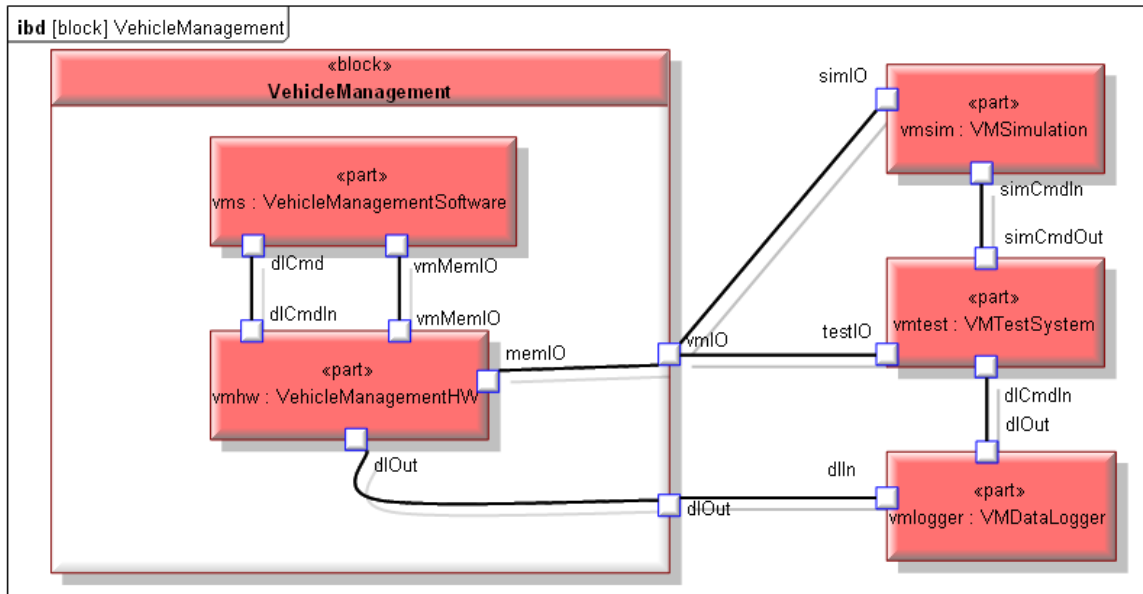 ibd [block] VehicleManagement
«block»
VehicleManagement
simIO
«part»
vmsim : VMSimulation
simCmdIn
«part»
vms : VehicleManagementSoftware
dlCmd
vmMemIO
simCmdOut
dlCmdIn
vmMemIO
«part»
vmtest : VMTestSystem
memIO
vmIO
testIO
«part»
vmhw : VehicleManagementHW
dlCmdIn
dlOut
dlOut
dlIn
dlOut
«part»
vmlogger : VMDataLogger